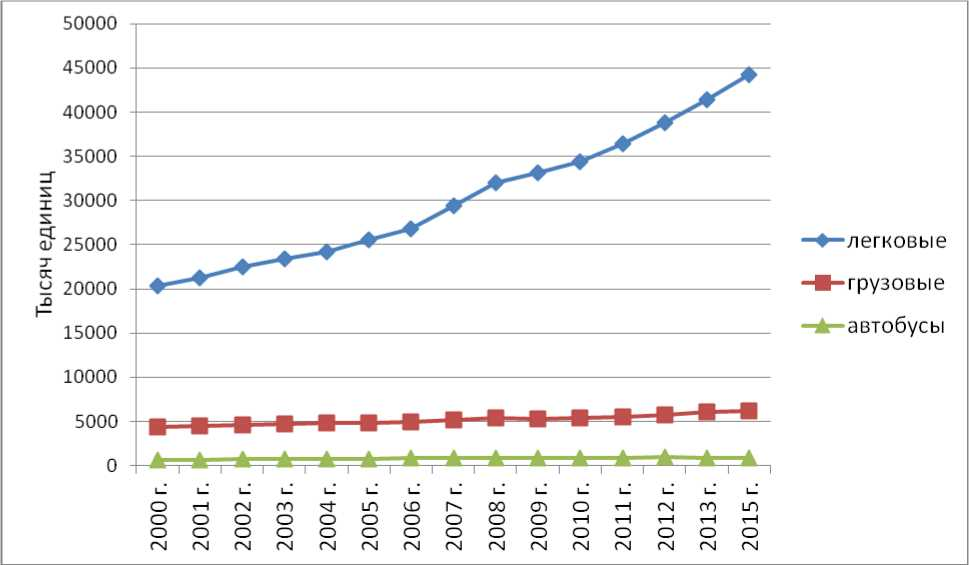 50000
45000
40000
35000
30000
25000
20000
15000
10000
5000
0
Тысяч единиц
2000 г.
2001 г.
2002 г.
2003 г.
2004 г.
2005 г.
2006 г.
2007 г.
2008 г.
2009 г.
2010 г.
2011 г.
2012 г.
2013 г.
2015 г.
легковые
грузовые
автобусы